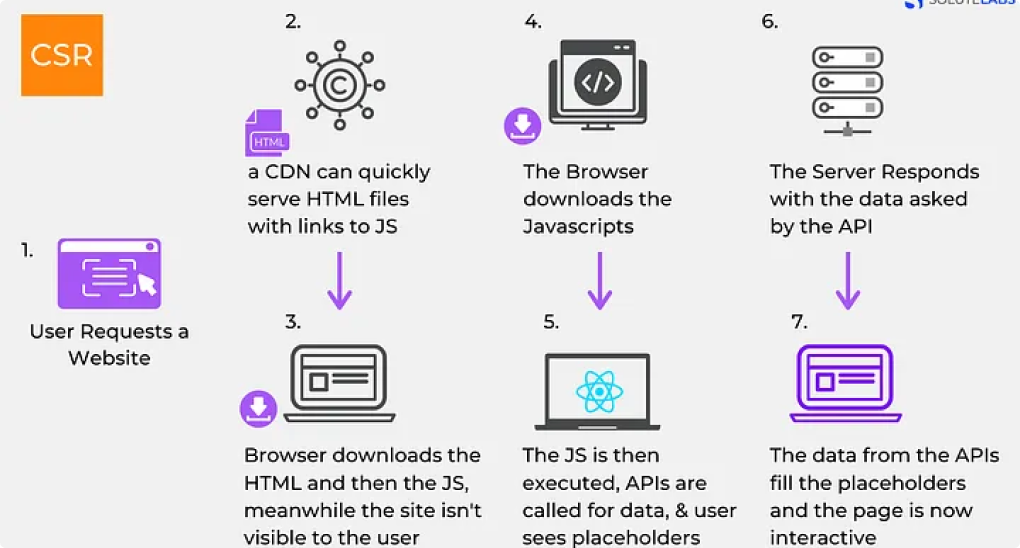 SOLUTELABS
CSR
1.
User Requests a
Website
2.
HTML
a CDN can quickly
serve HTML files
with links to JS
3.
Browser downloads the
HTML and then the JS,
meanwhile the site isn't
visible to the user
4.
</>
The Browser
downloads the
Javascripts
5.
The JS is then
executed, APIs are
called for data, & user
sees placeholders
6.
The Server Responds
with the data asked
by the API
7.
The data from the APIs
fill the placeholders
and the page is now
interactive